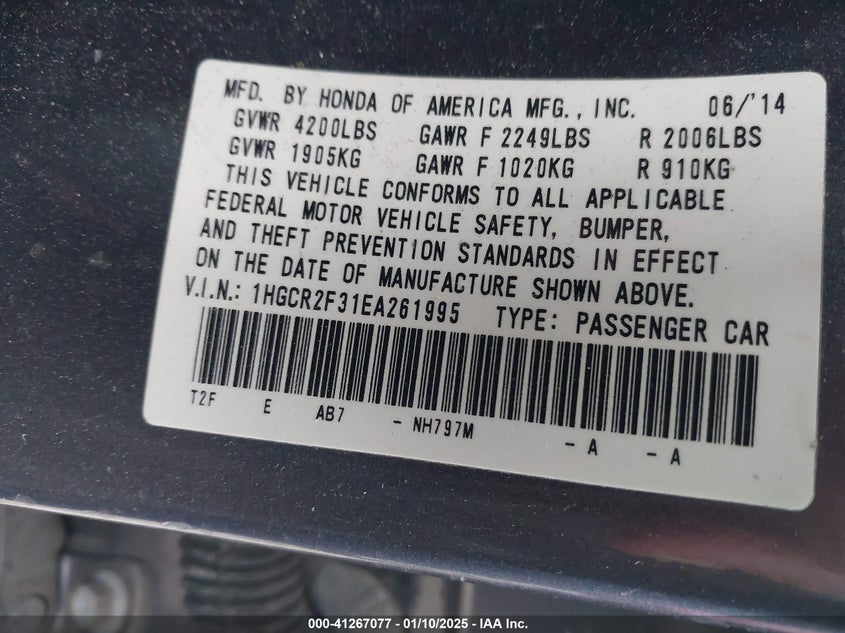 MFD. BY HONDA OF AMERICA MFG., INC. 06/'14
GVWR 4200LBS GAWR F 2249LBS R 2006LBS
GVWR 1905KG GAWR F 1020KG R 910KG
THIS VEHICLE CONFORMS TO ALL APPLICABLE
FEDERAL MOTOR VEHICLE SAFETY, BUMPER,
AND THEFT PREVENTION STANDARDS IN EFFECT
ON THE DATE OF MANUFACTURE SHOWN ABOVE.
V.I.N.: 1HGCR2F31EA261995 TYPE: PASSENGER CAR
T2F E AB7 - NH797M - A - A
000-41267077 - 01/10/2025 - IAA Inc.